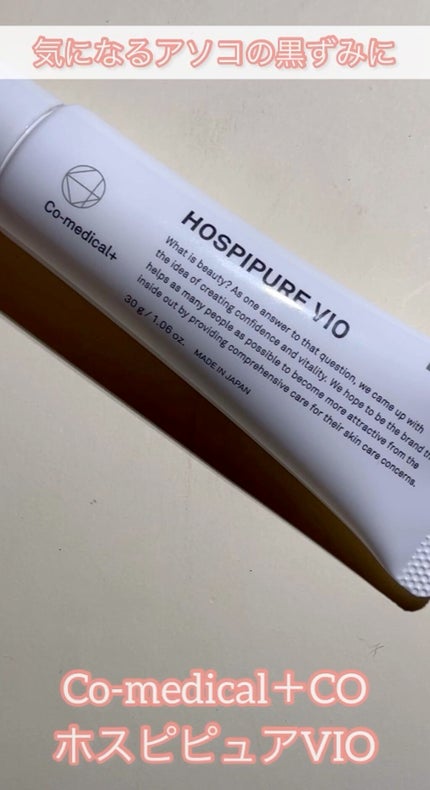 気になるアソコの黒ずみに
Co-medical+
HOSPIPURE VIO
What is beauty? As one answer to that question, we came up with
the idea of creating confidence and vitality. We hope to be the brand th
helps as many people as possible to become more attractive from the
inside out by providing comprehensive care for their skin care concerns.
30 g / 1.06 oz. MADE IN JAPAN
Co-medical＋CO
ホスピピュアVIO